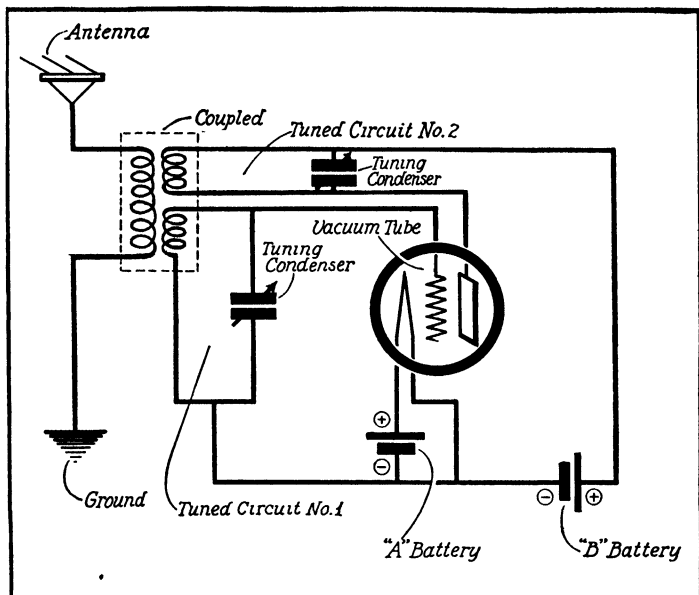 Antenna
Coupled
Tuned Circuit No.2
Tuning
Condenser
Vacuum Tube
Tuning
Condenser
⊕
⊖
⊖ ⊕
Ground
Tuned Circuit No.1
"A" Battery
"B" Battery